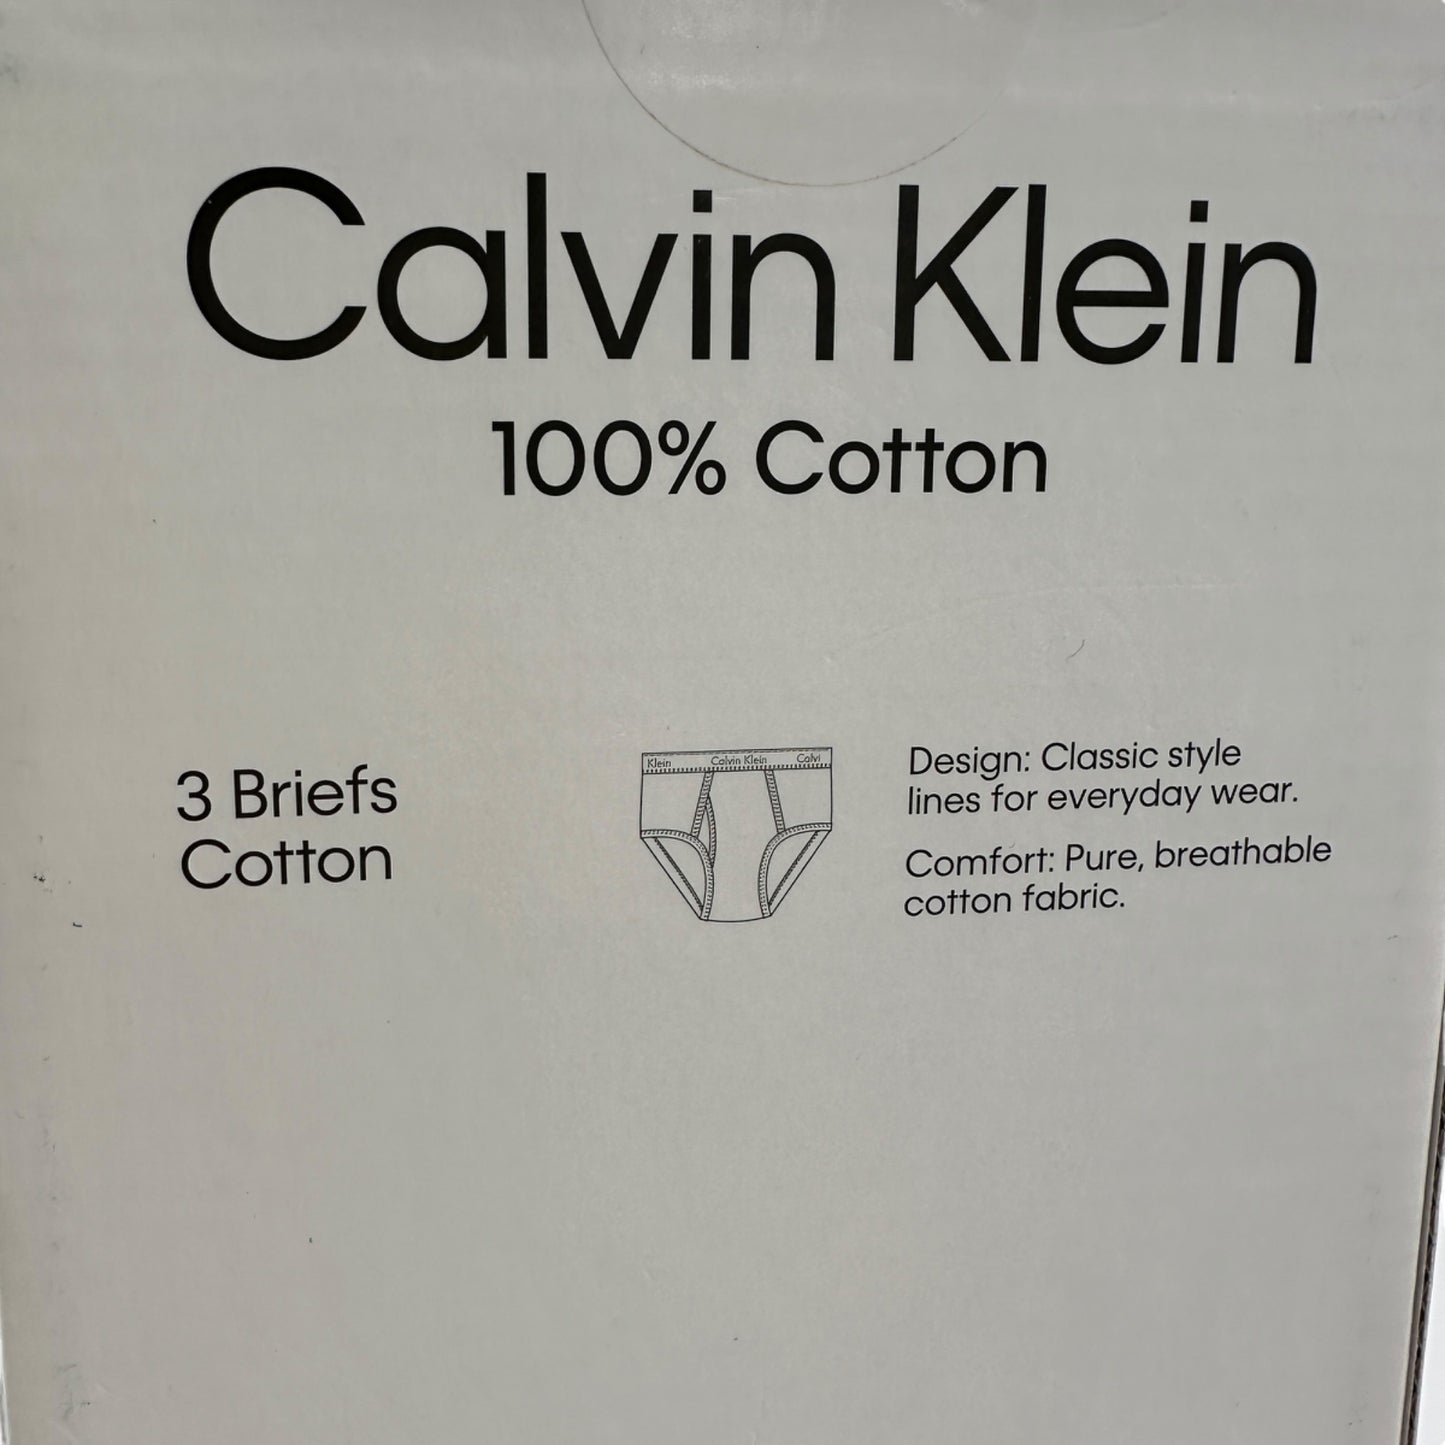 Calvin Klein
100% Cotton
3 Briefs
Cotton
Klein Calvin Klein Calvi
Design: Classic style
lines for everyday wear.
Comfort: Pure, breathable
cotton fabric.